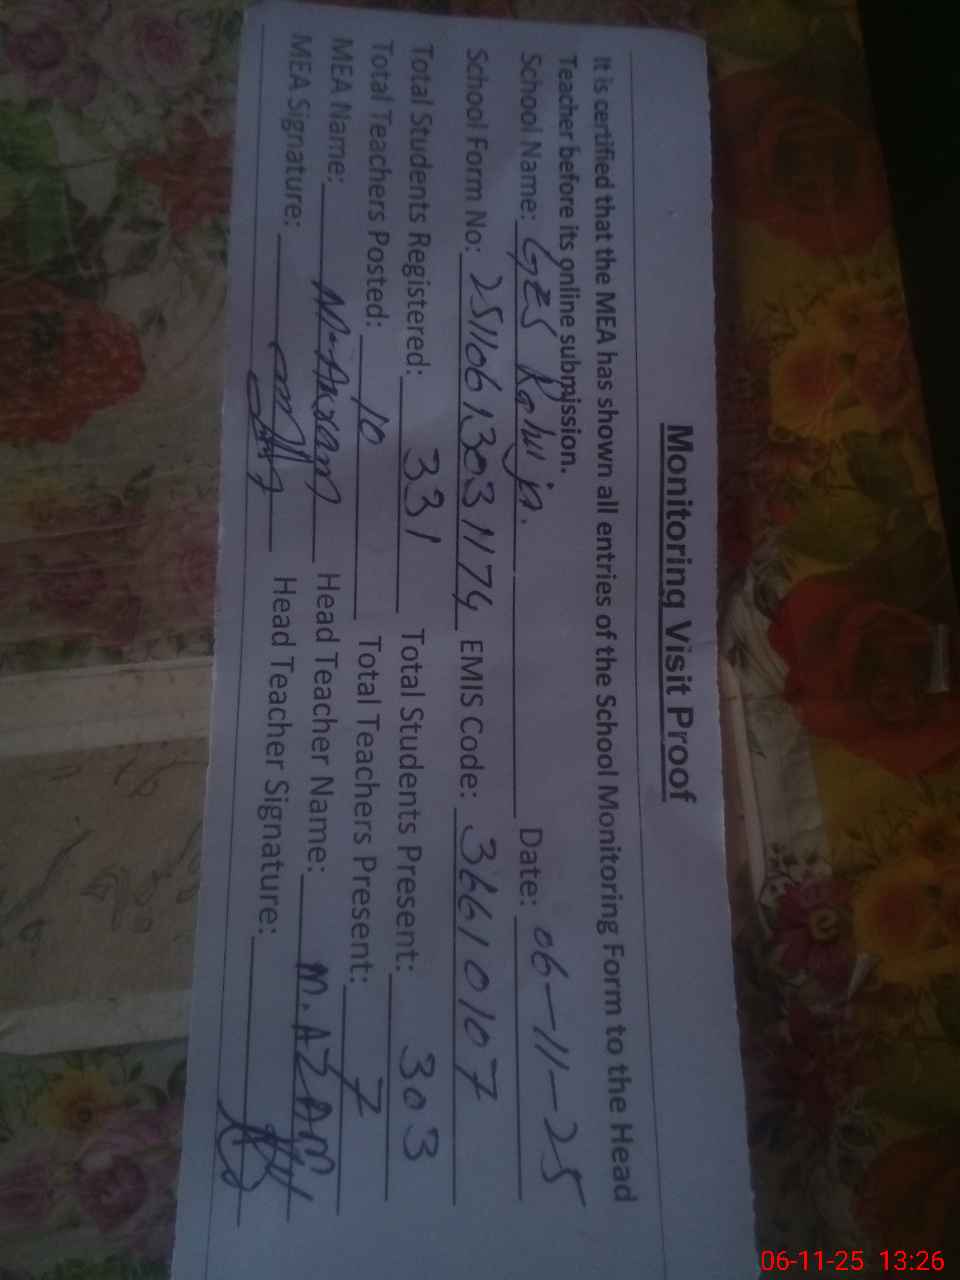 Monitoring Visit Proof
It is certified that the MEA has shown all entries of the School Monitoring Form to the Head
Teacher before its online submission.
School Name: GES Date: 06-11-25
School Form No: 251106130311174 EMIS Code: 36610107
Total Students Registered: 331 Total Students Present: 303
Total Teachers Posted: 10 Total Teachers Present: 7
MEA Name: M. Akram Head Teacher Name: M. AZAM
MEA Signature: Head Teacher Signature:
06-11-25 13:26